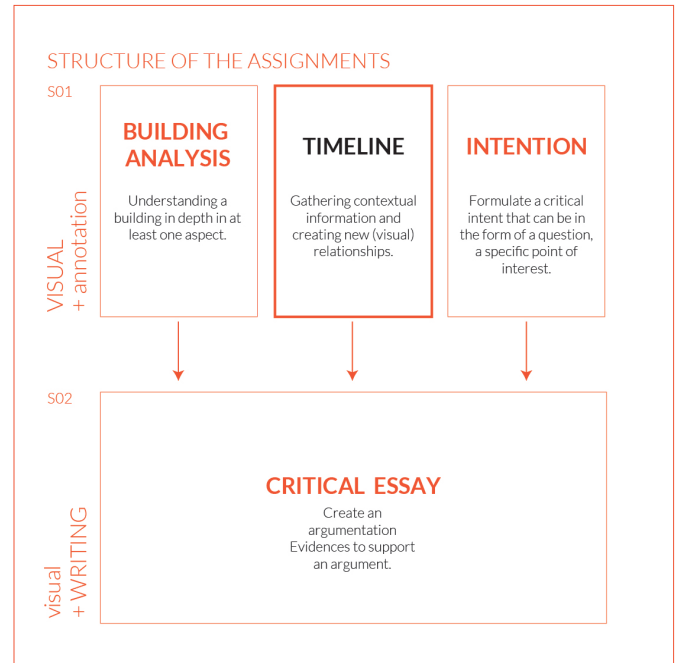 STRUCTURE OF THE ASSIGNMENTS
S01
VISUAL
+ annotation
BUILDING
ANALYSIS
Understanding a
building in depth in at
least one aspect.
TIMELINE
Gathering contextual
information and
creating new (visual)
relationships.
INTENTION
Formulate a critical
intent that can be in
the form of a question,
a specific point of
interest.
S02
visual
+ WRITING
CRITICAL ESSAY
Create an
argumentation
Evidences to support
an argument.